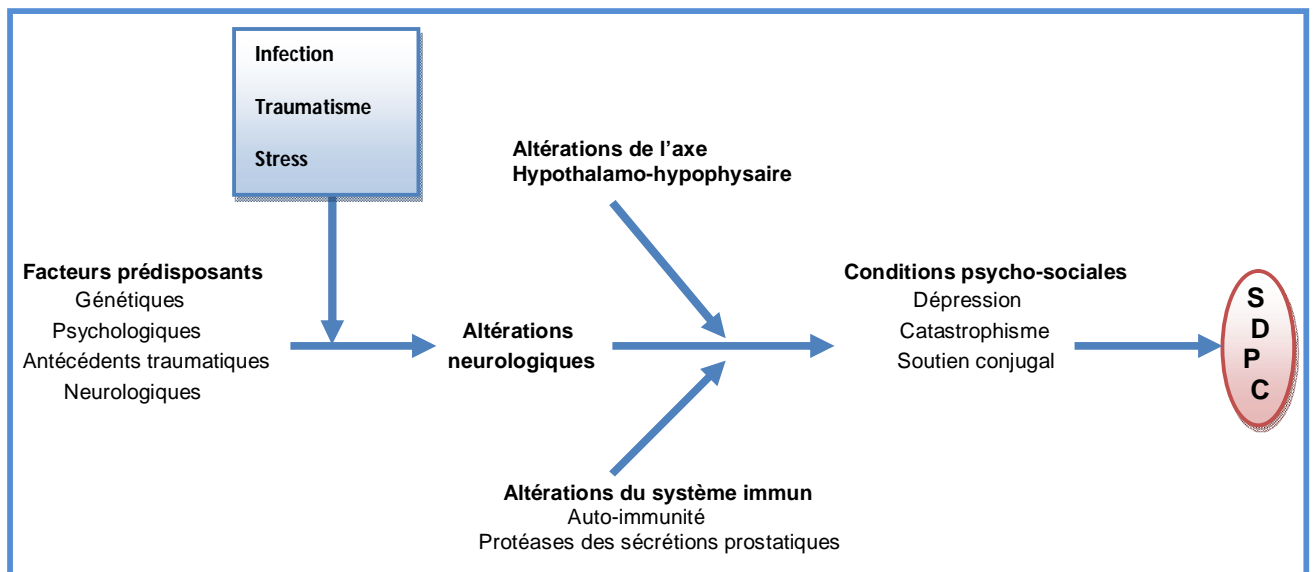 Infection
Traumatisme
Stress
Altérations de l’axe
Hypothalamo-hypophysaire
Facteurs prédisposants
Génétiques
Psychologiques
Antécédents traumatiques
Neurologiques
Altérations
neurologiques
Conditions psycho-sociales
Dépression
Catastrophisme
Soutien conjugal
S
D
P
C
Altérations du système immun
Auto-immunité
Protéases des sécrétions prostatiques